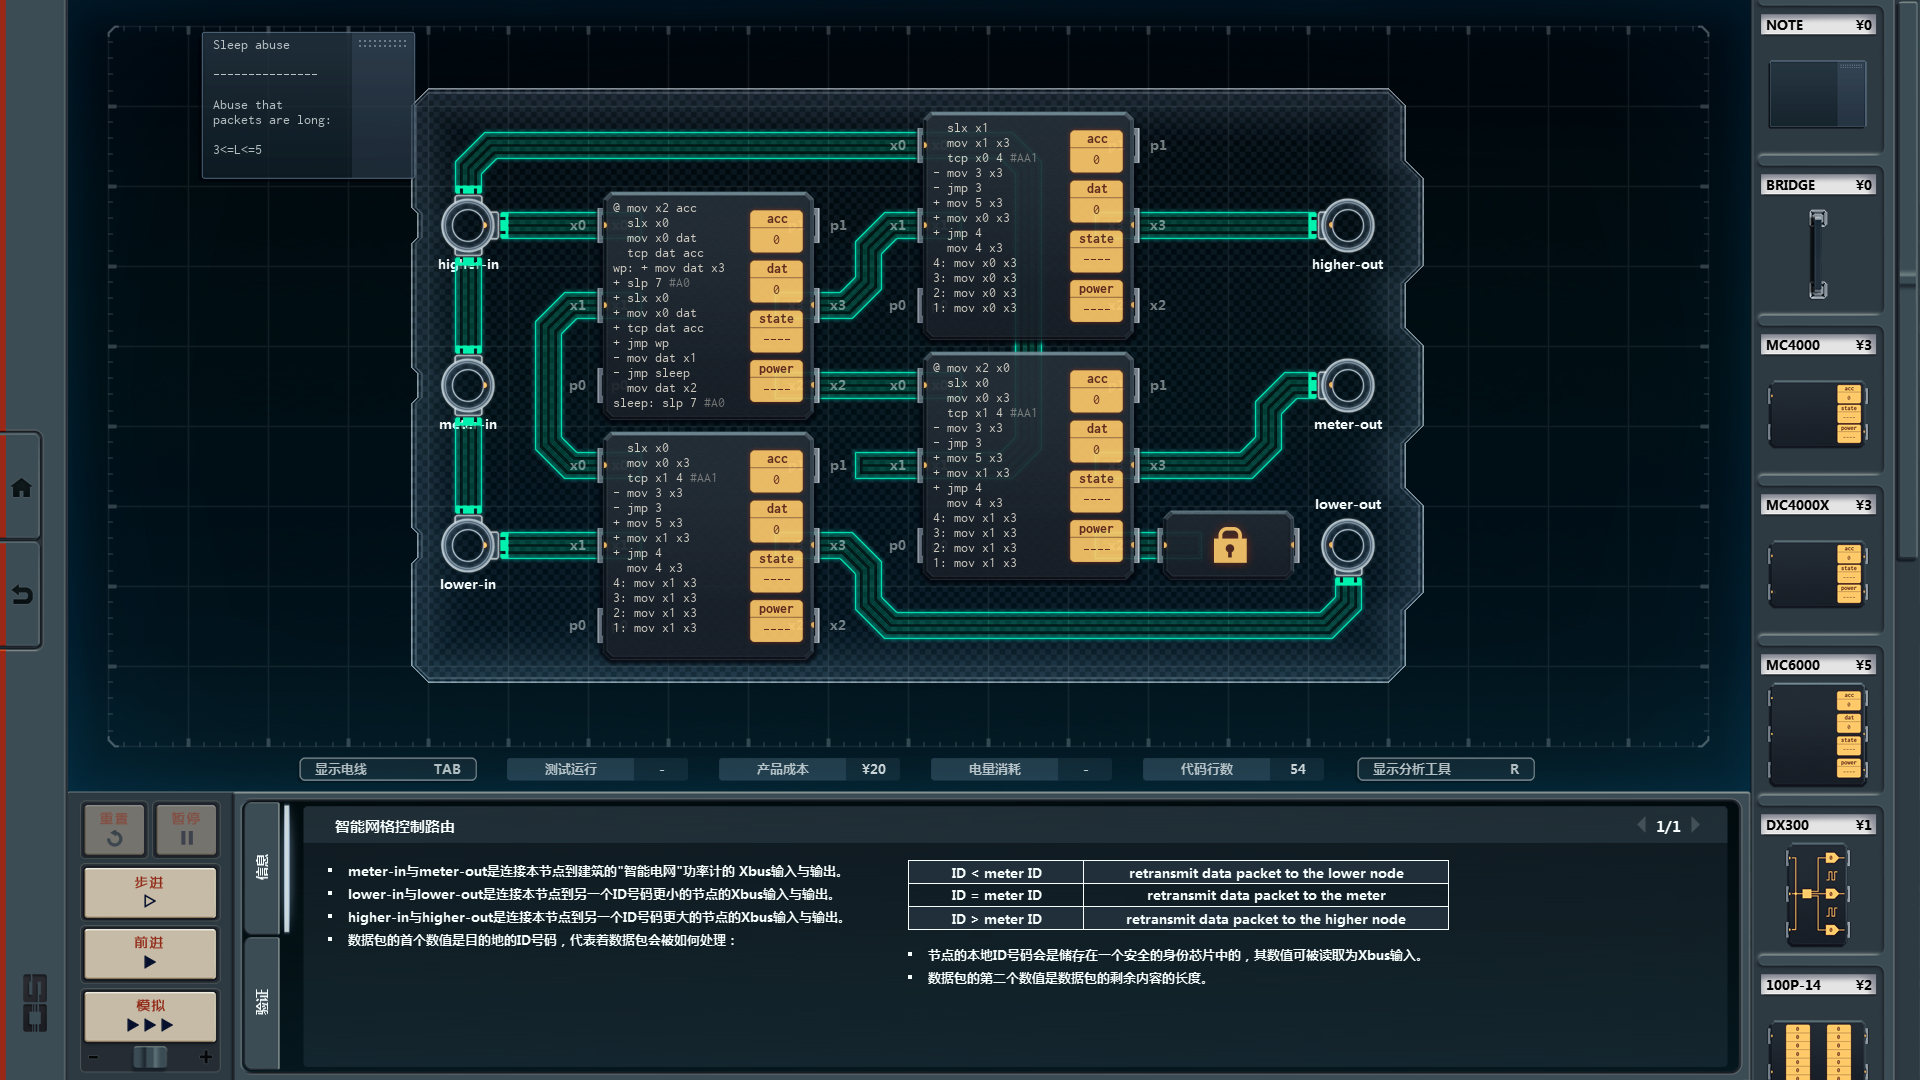 Sleep abuse
---------------
Abuse that
packets are long:
3<=L<=5
higher-in
meter-in
lower-in
higher-out
meter-out
lower-out
x0
x1
p0
p1
x3
x2
@ mov x2 acc
slx x0
mov x0 dat
tcp dat acc
wp: + mov dat x3
+ slp 7 #A0
+ slx x0
+ mov x0 dat
+ tcp dat acc
+ jmp wp
- mov dat x1
- jmp sleep
mov dat x2
sleep: slp 7 #A0
acc
0
dat
0
state
----
power
----
x0
x1
p0
p1
x3
x2
slx x0
mov x0 x3
tcp x1 4 #AA1
- mov 3 x3
- jmp 3
+ mov 5 x3
+ mov x1 x3
+ jmp 4
mov 4 x3
4: mov x1 x3
3: mov x1 x3
2: mov x1 x3
1: mov x1 x3
acc
0
dat
0
state
----
power
----
x0
x1
p0
p1
x3
x2
slx x1
mov x1 x3
tcp x0 4 #AA1
- mov 3 x3
- jmp 3
+ mov 5 x3
+ mov x0 x3
+ jmp 4
mov 4 x3
4: mov x0 x3
3: mov x0 x3
2: mov x0 x3
1: mov x0 x3
acc
0
dat
0
state
----
power
----
x0
x1
p0
p1
x3
@ mov x2 x0
slx x0
mov x0 x3
tcp x1 4 #AA1
- mov 3 x3
- jmp 3
+ mov 5 x3
+ mov x1 x3
+ jmp 4
mov 4 x3
4: mov x1 x3
3: mov x1 x3
2: mov x1 x3
1: mov x1 x3
acc
0
dat
0
state
----
power
----
NOTE ¥0
BRIDGE ¥0
MC4000 ¥3
MC4000X ¥3
MC6000 ¥5
DX300 ¥1
100P-14 ¥2
显示电线 TAB
测试运行 -
产品成本 ¥20
电量消耗 -
代码行数 54
显示分析工具 R
重置
暂停
步进
前进
模拟
- +
信息
验证
智能网格控制路由
1/1
meter-in与meter-out是连接本节点到建筑的"智能电网"功率计的 Xbus输入与输出。
lower-in与lower-out是连接本节点到另一个ID号码更小的节点的Xbus输入与输出。
higher-in与higher-out是连接本节点到另一个ID号码更大的节点的Xbus输入与输出。
数据包的首个数值是目的地的ID号码，代表着数据包会被如何处理：
ID < meter ID retransmit data packet to the lower node
ID = meter ID retransmit data packet to the meter
ID > meter ID retransmit data packet to the higher node
节点的本地ID号码会是储存在一个安全的身份芯片中的，其数值可被读取为Xbus输入。
数据包的第二个数值是数据包的剩余内容的长度。